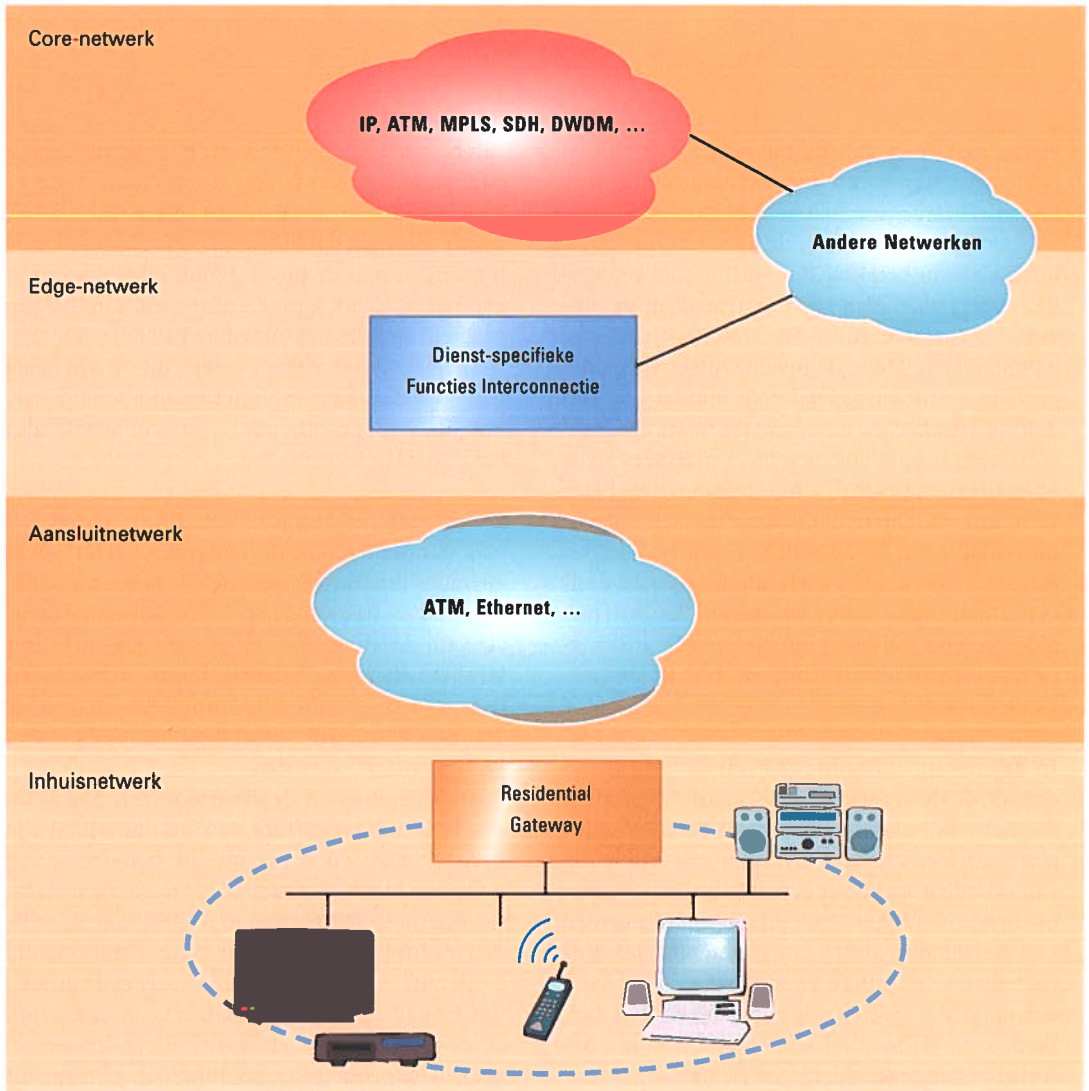 Core-netwerk
IP, ATM, MPLS, SDH, DWDM, ...
Andere Netwerken
Edge-netwerk
Dienst-specifieke
Functies Interconnectie
Aansluitnetwerk
ATM, Ethernet, ...
Inhuisnetwerk
Residential
Gateway